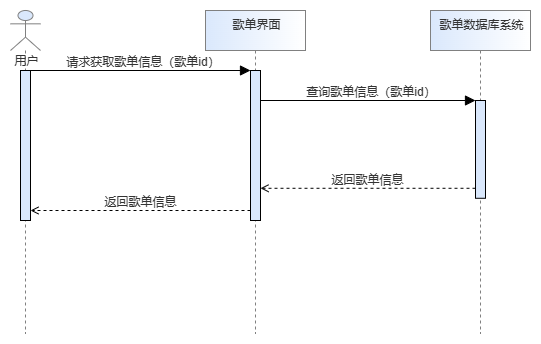 歌单界面
歌单数据库系统
用户
请求获取歌单信息（歌单id）
查询歌单信息（歌单id）
返回歌单信息
返回歌单信息